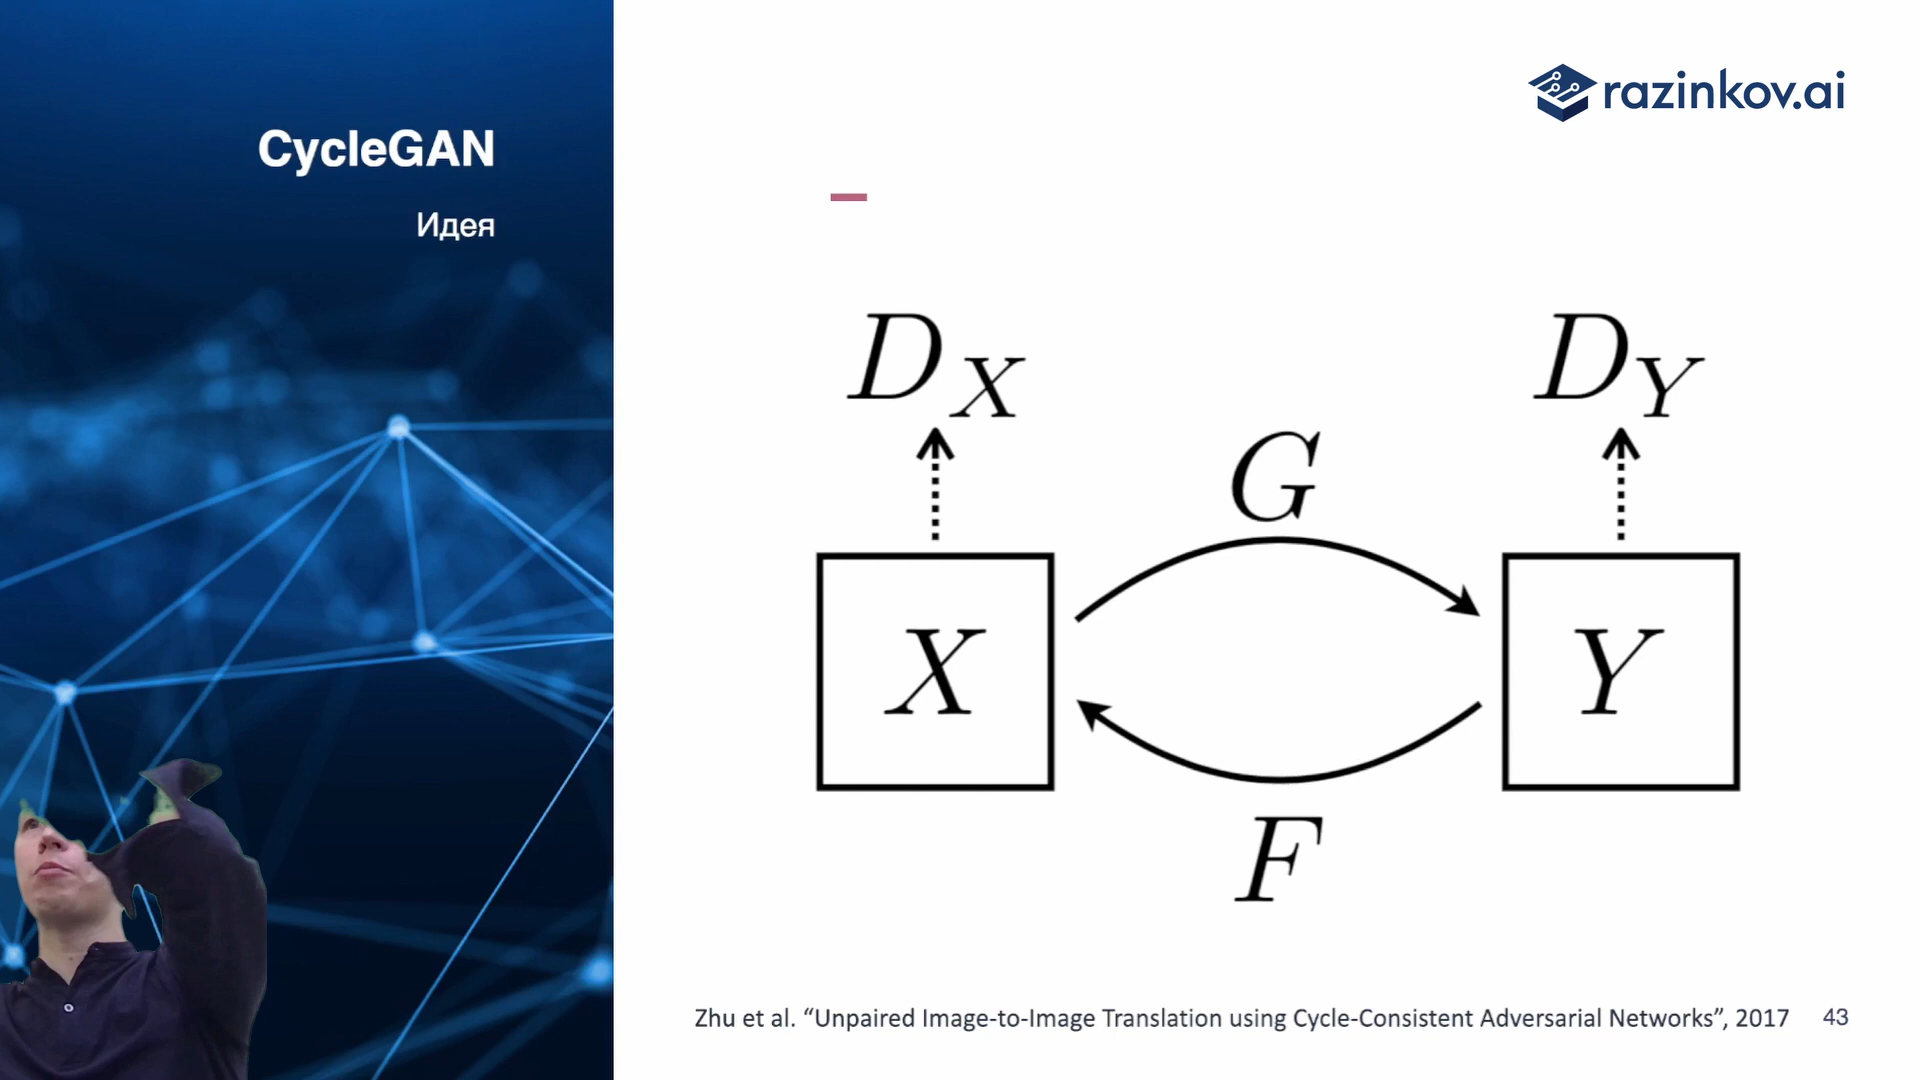 CycleGAN
Идея
razinkov.ai
D_X
D_Y
G
X
Y
F
Zhu et al. “Unpaired Image-to-Image Translation using Cycle-Consistent Adversarial Networks”, 2017
43